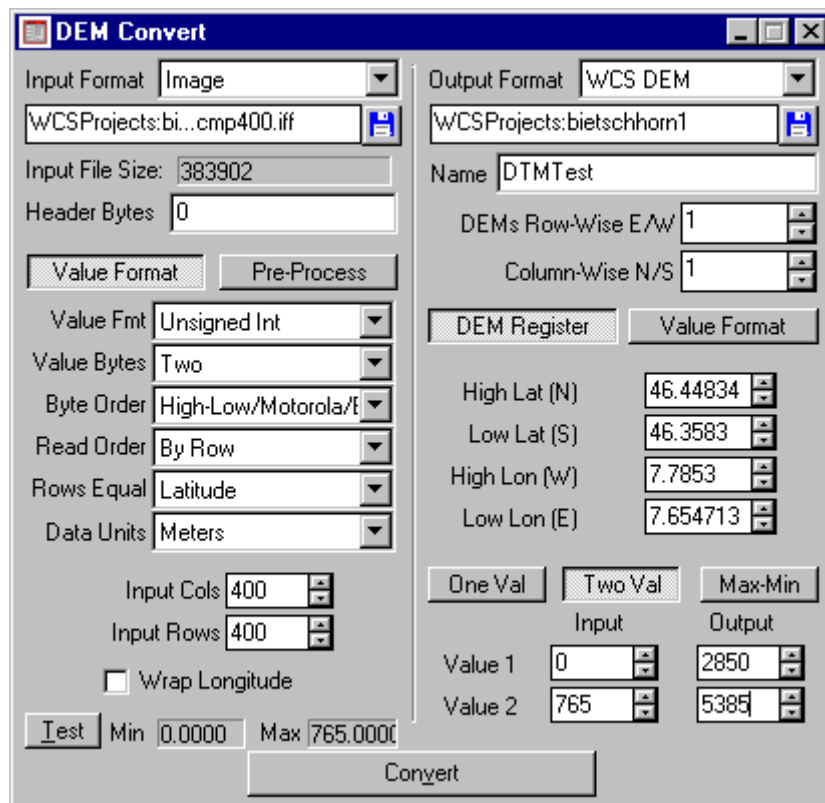 DEM Convert
Input Format Image
WCSProjects:bi...cmp400.iff
Input File Size: 383902
Header Bytes 0
Value Format Pre-Process
Value Fmt Unsigned Int
Value Bytes Two
Byte Order High-Low/Motorola/E
Read Order By Row
Rows Equal Latitude
Data Units Meters
Input Cols 400
Input Rows 400
Wrap Longitude
Test Min 0.0000 Max 765.0000
Output Format WCS DEM
WCSProjects:bietschhorn1
Name DTMTest
DEMs Row-Wise E/W 1
Column-Wise N/S 1
DEM Register Value Format
High Lat (N) 46.44834
Low Lat (S) 46.3583
High Lon (W) 7.7853
Low Lon (E) 7.654713
One Val Two Val Max-Min
Input Output
Value 1 0 2850
Value 2 765 5385
Convert